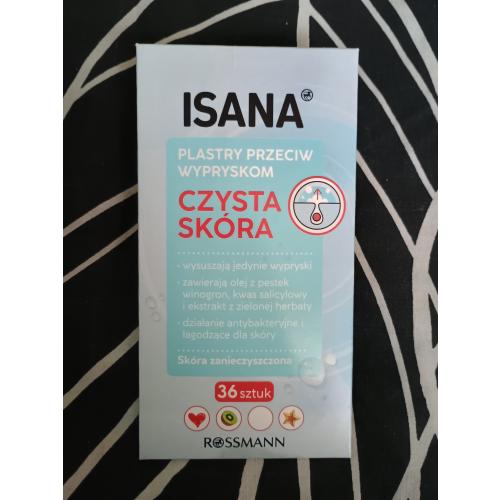 ISANA
PLASTRY PRZECIW
WYPRYSKOM
CZYSTA
SKÓRA
· wysuszają jedynie wypryski
· zawierają olej z pestek
winogron, kwas salicylowy
i ekstrakt z zielonej herbaty
· działanie antybakteryjne i
łagodzące dla skóry
Skóra zanieczyszczona
36 sztuk
ROSSMANN